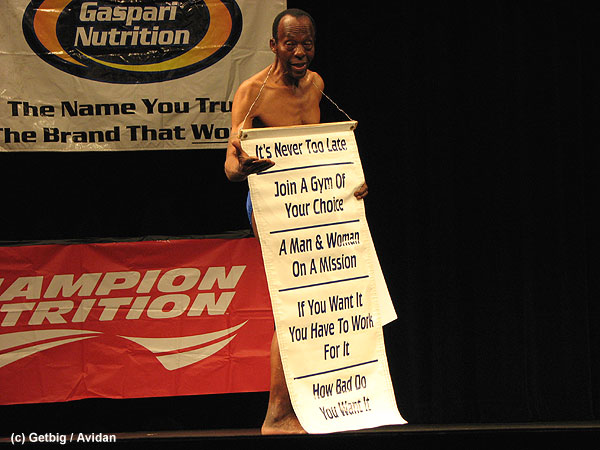 Gaspari
Nutrition
The Name You Tru
The Brand That Wo
CHAMPION
NUTRITION
It's Never Too Late
Join A Gym Of
Your Choice
A Man & Woman
On A Mission
If You Want It
You Have To Work
For It
How Bad Do
You Want It
(c) Getbig / Avidan